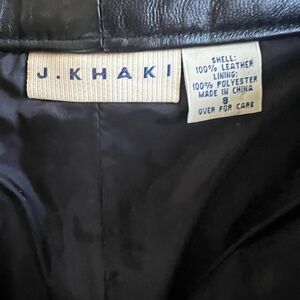 J.KHAKI
SHELL:
100% LEATHER
LINING:
100% POLYESTER
MADE IN CHINA
8
OVER FOR CARE